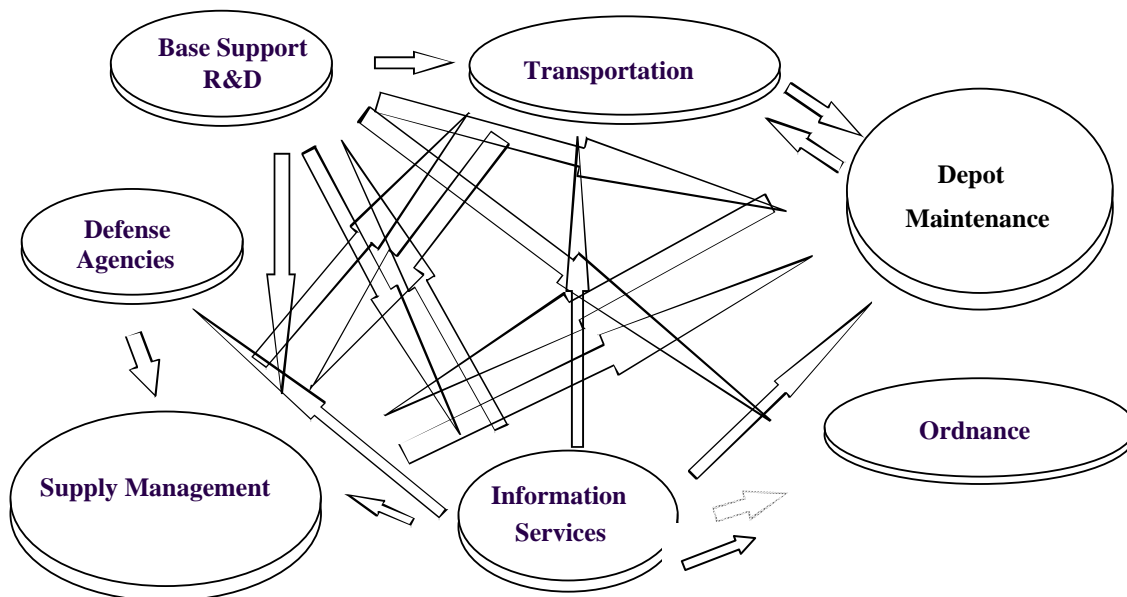 Base Support
R&D
Transportation
Depot
Maintenance
Defense
Agencies
Ordnance
Supply Management
Information
Services